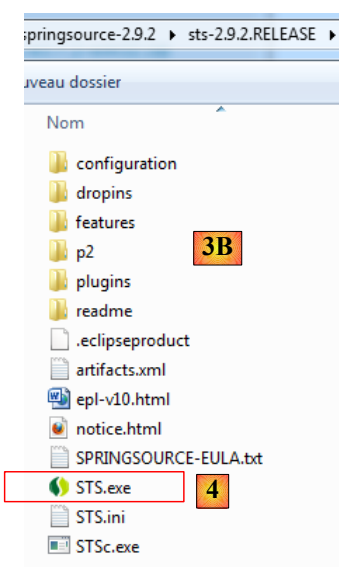 springsource-2.9.2 ▸ sts-2.9.2.RELEASE ▸
uveau dossier
Nom
configuration
dropins
features
p2
3B
plugins
readme
.eclipseproduct
artifacts.xml
epl-v10.html
notice.html
SPRINGSOURCE-EULA.txt
STS.exe
4
STS.ini
STSc.exe